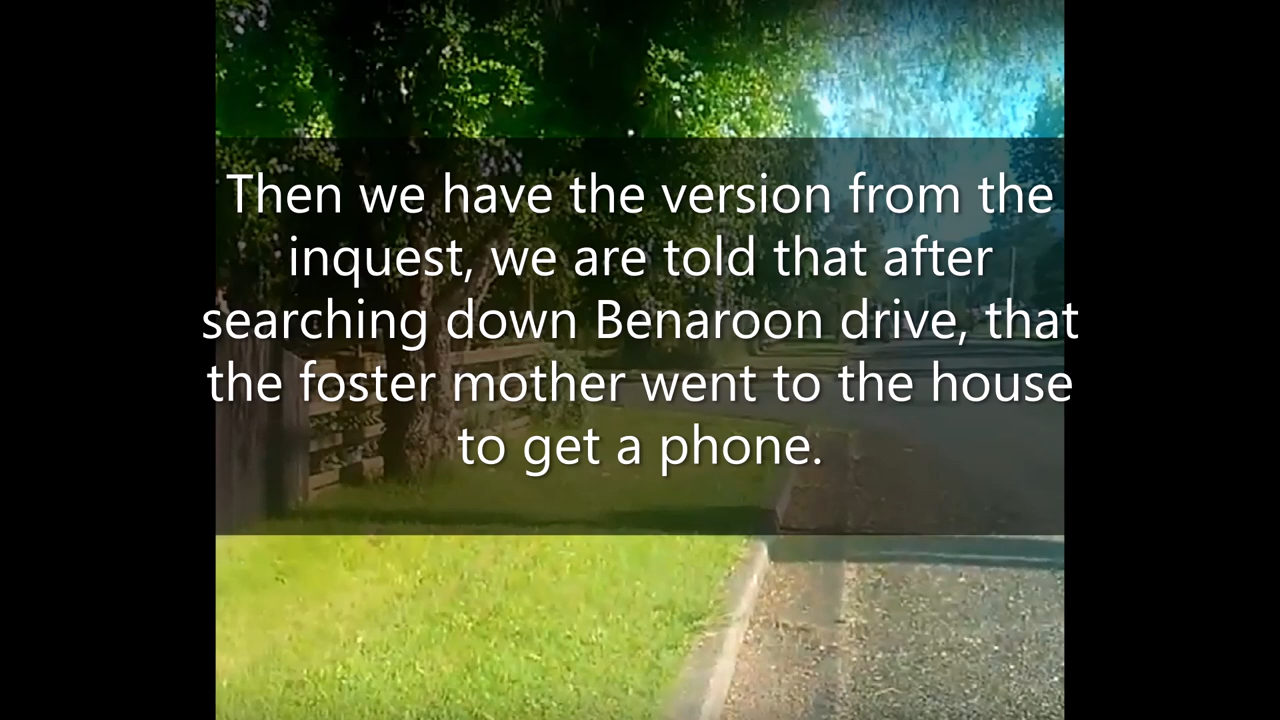 Then we have the version from the
inquest, we are told that after
searching down Benaroon drive, that
the foster mother went to the house
to get a phone.